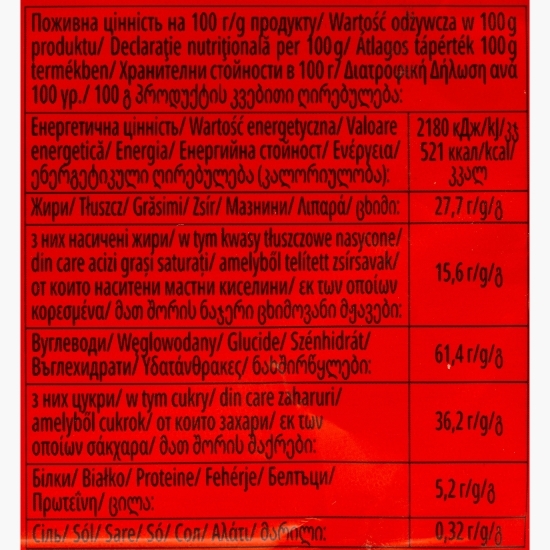 Поживна цінність на 100 г/g продукту/ Wartość odżywcza w 100 g
produktu/ Declarație nutrițională per 100g/ Átlagos tápérték 100 g
termékben/ Хранителни стойности в 100 г/ Διατροφική Δήλωση ανά
100 γρ./ 100 გ პროდუქტის კვებითი ღირებულება:
Енергетична цінність/ Wartość energetyczna/ Valoare
energetică/ Energia/ Енергийна стойност/ Ενέργεια/
ენერგეტიკული ღირებულება (კალორიულობა):
2180 кДж/kJ/კჯ
521 ккал/kcal/
კკალ
Жири/ Tłuszcz/ Grăsimi/ Zsír/ Мазнини/ Λιπαρά/ ცხიმი:
27,7 г/g/გ
з них насичені жири/ w tym kwasy tłuszczowe nasycone/
din care acizi grași saturați/ amelyből telített zsírsavak/
от които наситени мастни киселини/ εκ των οποίων
κορεσμένα/ მათ შორის ნაჯერი ცხიმოვანი მჟავები:
15,6 г/g/გ
Вуглеводи/ Węglowodany/ Glucide/ Szénhidrát/
Въглехидрати/ Υδατάνθρακες/ ნახშირწყლები:
61,4 г/g/გ
з них цукри/ w tym cukry/ din care zaharuri/
amelyből cukrok/ от които захари/ εκ των
οποίων σάκχαρα/ მათ შორის შაქრები:
36,2 г/g/გ
Білки/ Białko/ Proteine/ Fehérje/ Белтъци/
Πρωτεΐνη/ ცილა:
5,2 г/g/გ
Сіль/ Sól/ Sare/ Só/ Сол/ Αλάτι/ მარილი:
0,32 г/g/გ